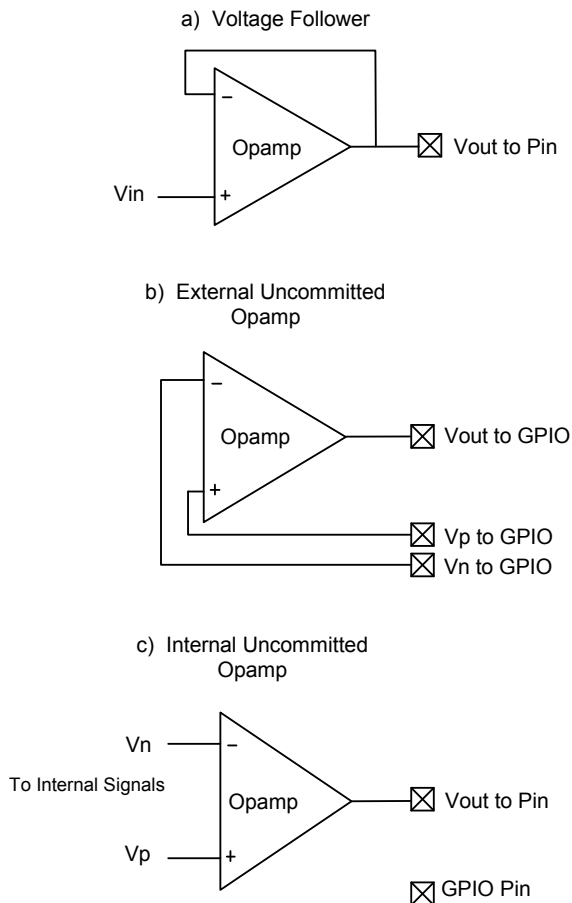 a) Voltage Follower
−
Opamp
Vout to Pin
Vin
+
b) External Uncommitted
Opamp
−
Opamp
Vout to GPIO
+
Vp to GPIO
Vn to GPIO
c) Internal Uncommitted
Opamp
Vn
−
To Internal Signals
Opamp
Vout to Pin
Vp
+
GPIO Pin